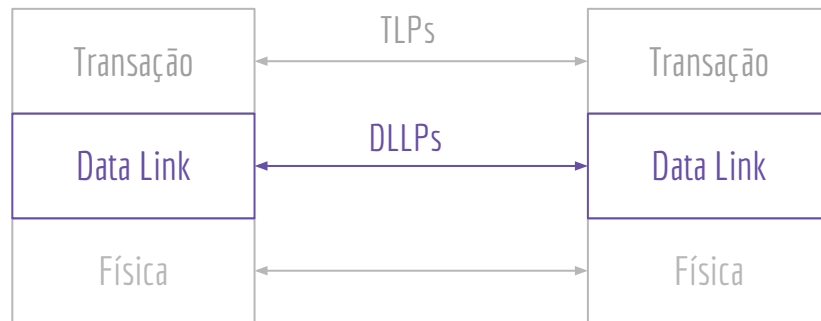 TLPs
Transação
Transação
DLLPs
Data Link
Data Link
Física
Física